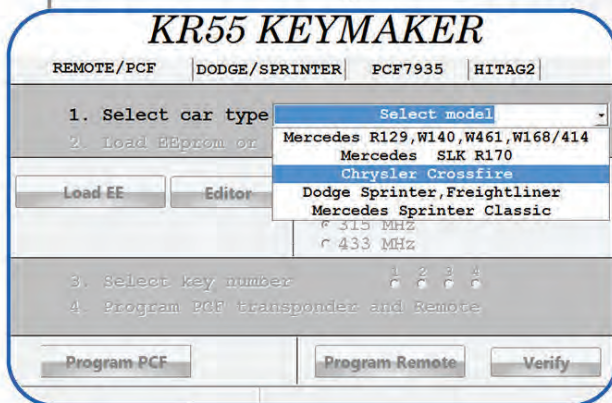 KR55 KEYMAKER
REMOTE/PCF DODGE/SPRINTER PCF7935 HITAG2
1. Select car type Select model
2. Load EEprom or
Mercedes R129,W140,W461,W168/414
Mercedes SLK R170
Chrysler Crossfire
Dodge Sprinter,Freightliner
Mercedes Sprinter Classic
Load EE Editor
315 MHz
433 MHz
3. Select key number 1 2 3 4
4. Program PCF transponder and Remote
Program PCF Program Remote Verify